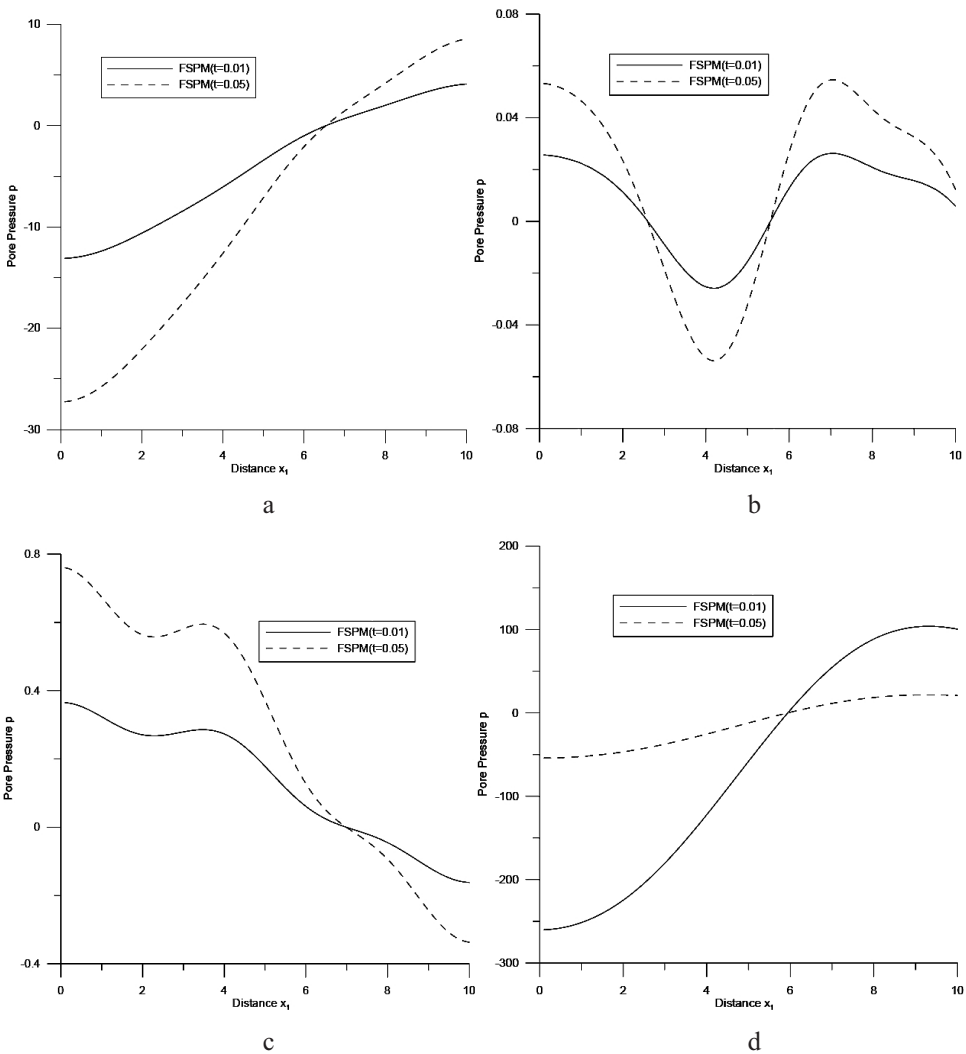 10
0
-10
-20
-30
Pore Pressure p
FSPM(t=0.01)
FSPM(t=0.05)
0 2 4 6 8 10
Distance x₁
a
0.08
0.04
0
-0.04
-0.08
Pore Pressure p
FSPM(t=0.01)
FSPM(t=0.05)
0 2 4 6 8 10
Distance x₁
b
0.8
0.4
0
-0.4
Pore Pressure p
FSPM(t=0.01)
FSPM(t=0.05)
0 2 4 6 8 10
Distance x₁
c
200
100
0
-100
-200
-300
Pore Pressure p
FSPM(t=0.01)
FSPM(t=0.05)
0 2 4 6 8 10
Distance x₁
d